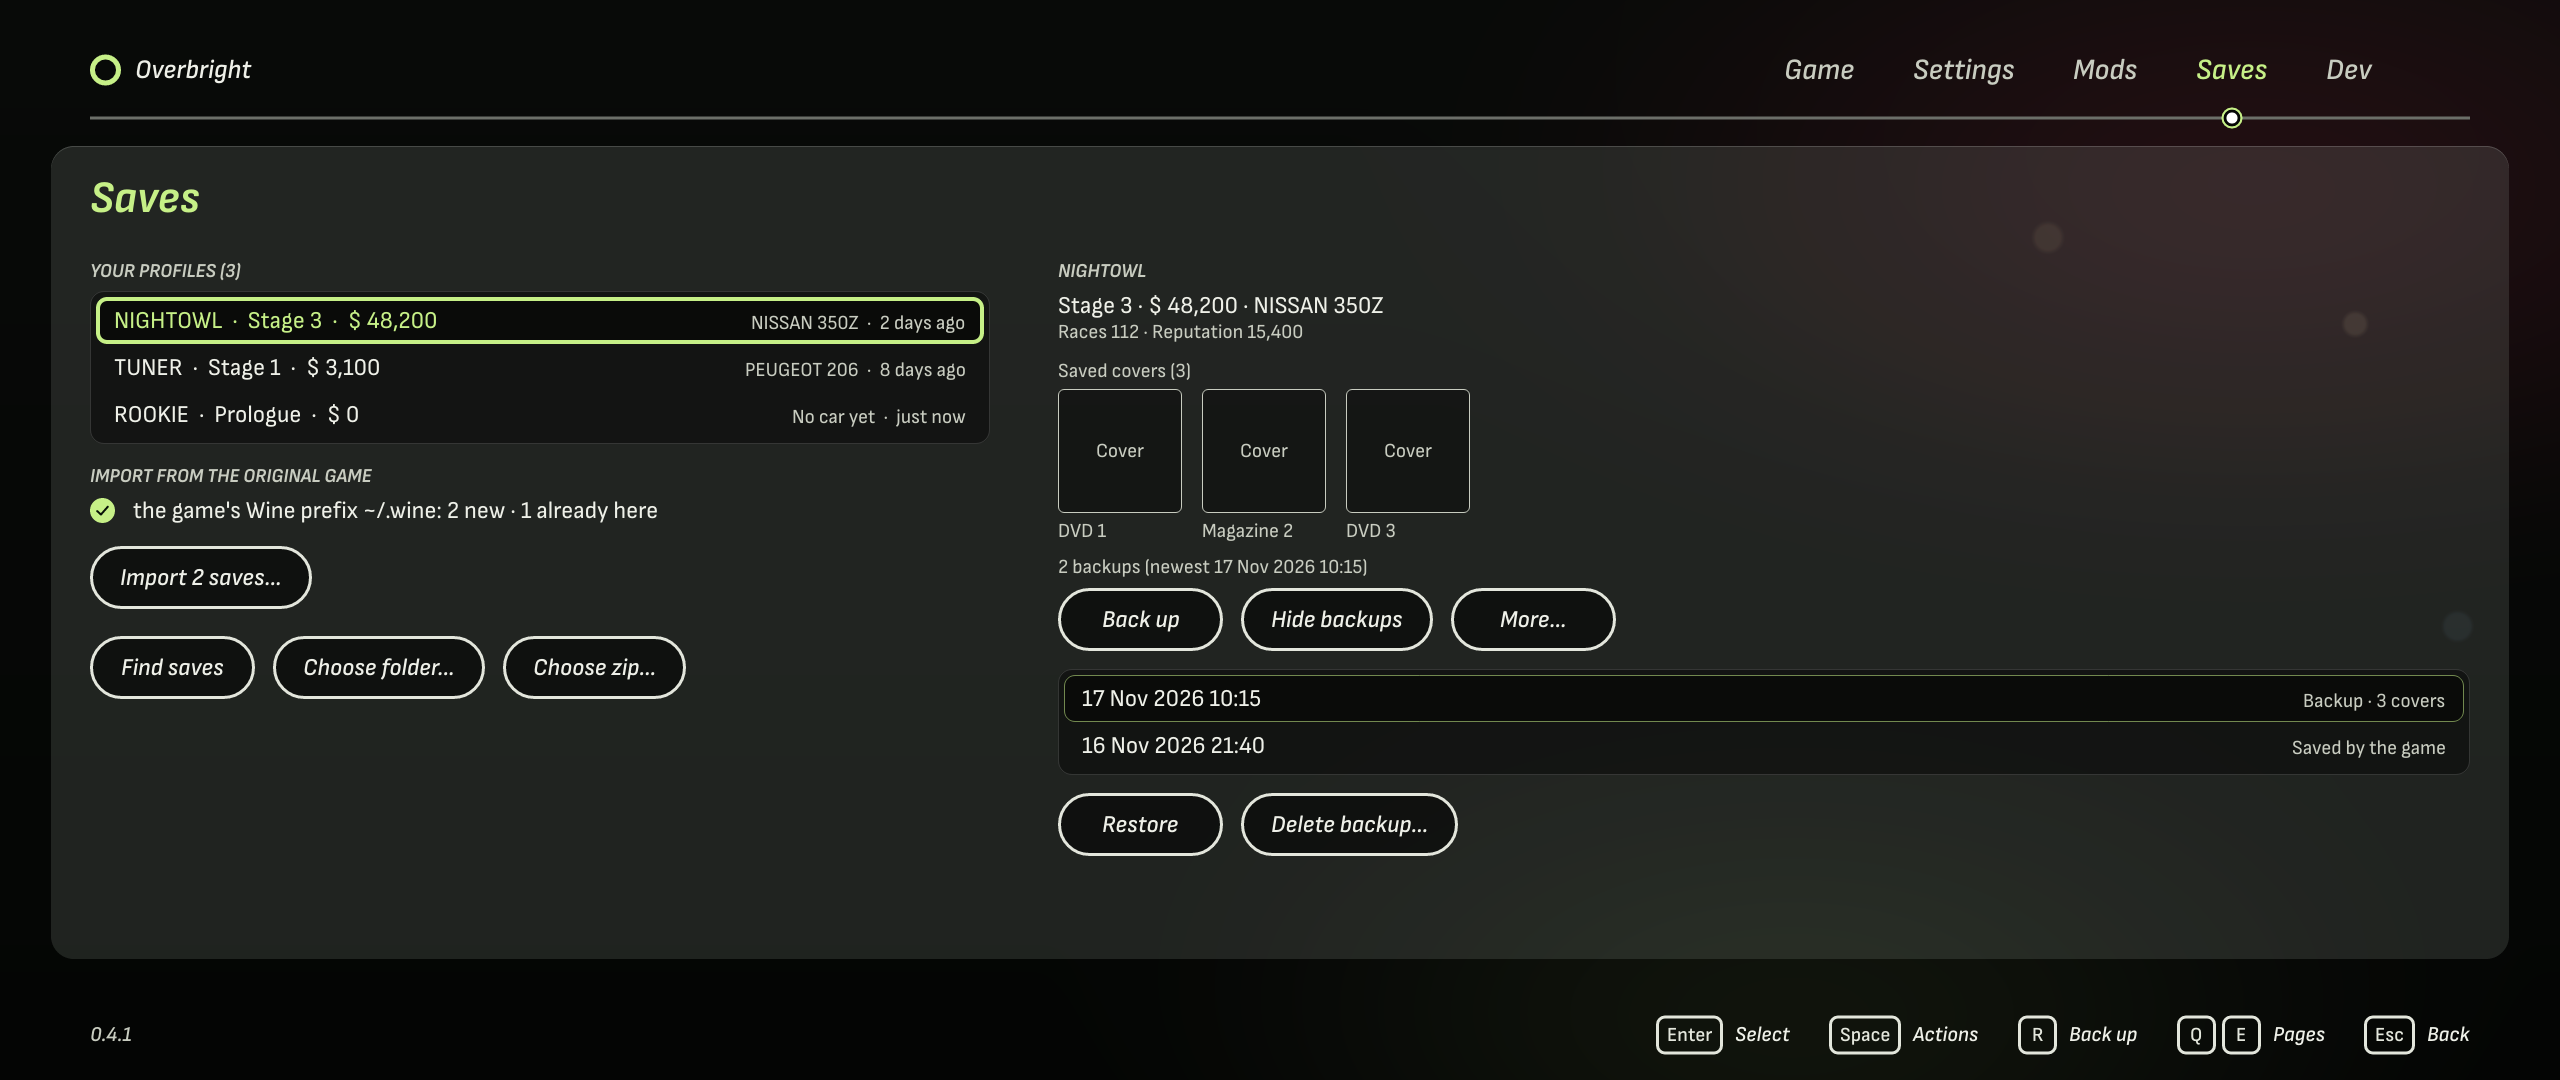 Overbright
Game Settings Mods Saves Dev
Saves
YOUR PROFILES (3)
NIGHTOWL · Stage 3 · $ 48,200 NISSAN 350Z · 2 days ago
TUNER · Stage 1 · $ 3,100 PEUGEOT 206 · 8 days ago
ROOKIE · Prologue · $ 0 No car yet · just now
IMPORT FROM THE ORIGINAL GAME
the game's Wine prefix ~/.wine: 2 new · 1 already here
Import 2 saves...
Find saves Choose folder... Choose zip...
NIGHTOWL
Stage 3 · $ 48,200 · NISSAN 350Z
Races 112 · Reputation 15,400
Saved covers (3)
Cover Cover Cover
DVD 1 Magazine 2 DVD 3
2 backups (newest 17 Nov 2026 10:15)
Back up Hide backups More...
17 Nov 2026 10:15 Backup · 3 covers
16 Nov 2026 21:40 Saved by the game
Restore Delete backup...
0.4.1
Enter Select Space Actions R Back up Q E Pages Esc Back